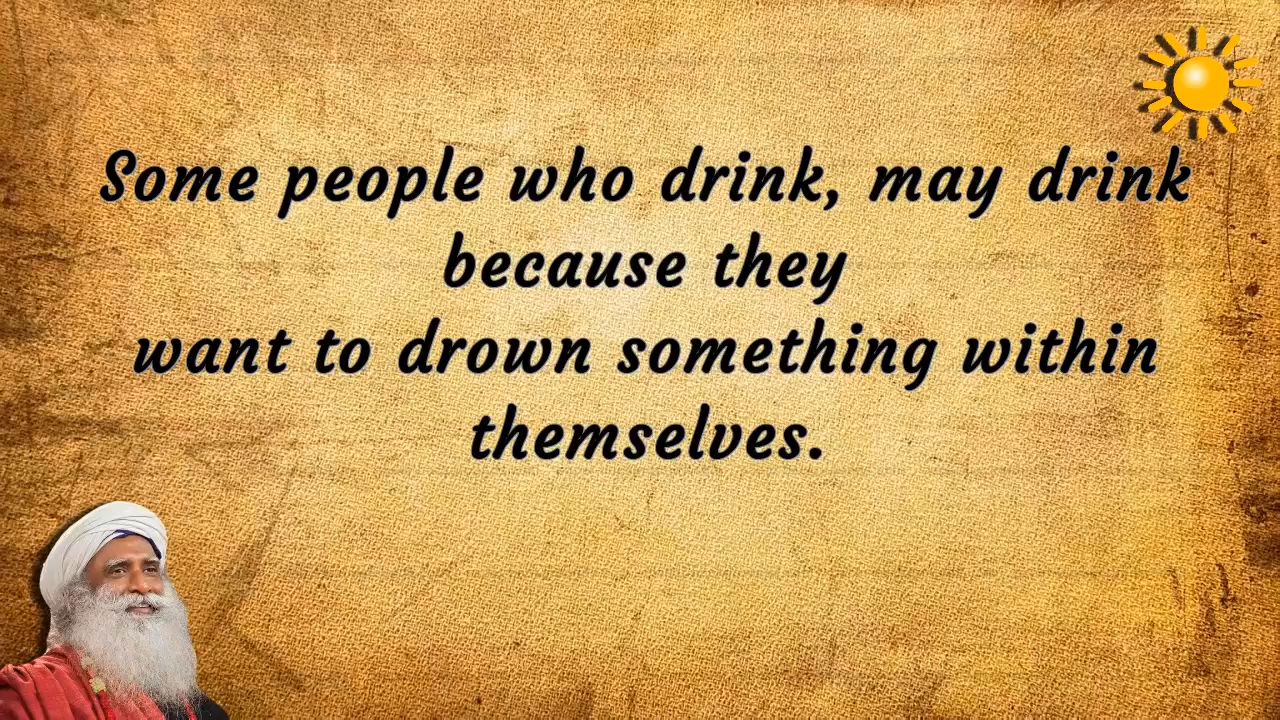 Some people who drink, may drink
because they
want to drown something within
themselves.